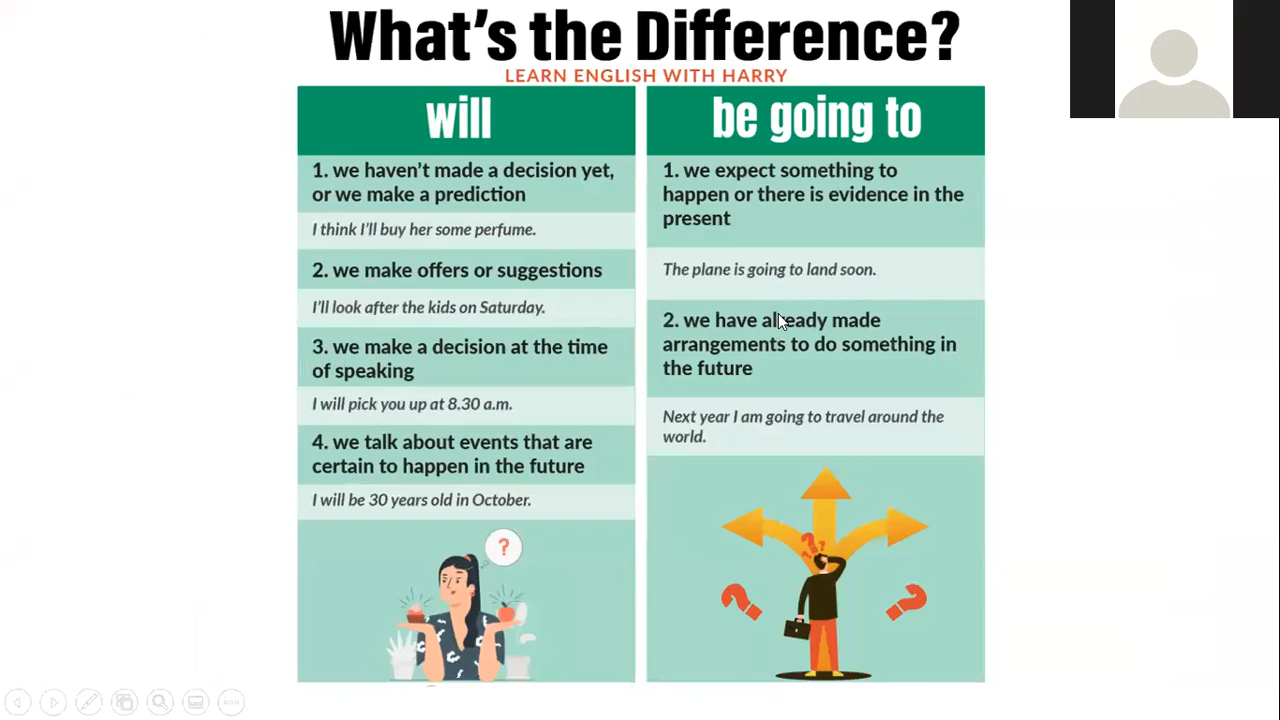 What's the Difference?
LEARN ENGLISH WITH HARRY
will
1. we haven't made a decision yet,
or we make a prediction
I think I'll buy her some perfume.
2. we make offers or suggestions
I'll look after the kids on Saturday.
3. we make a decision at the time
of speaking
I will pick you up at 8.30 a.m.
4. we talk about events that are
certain to happen in the future
I will be 30 years old in October.
?
be going to
1. we expect something to
happen or there is evidence in the
present
The plane is going to land soon.
2. we have already made
arrangements to do something in
the future
Next year I am going to travel around the
world.
? ?
? ?